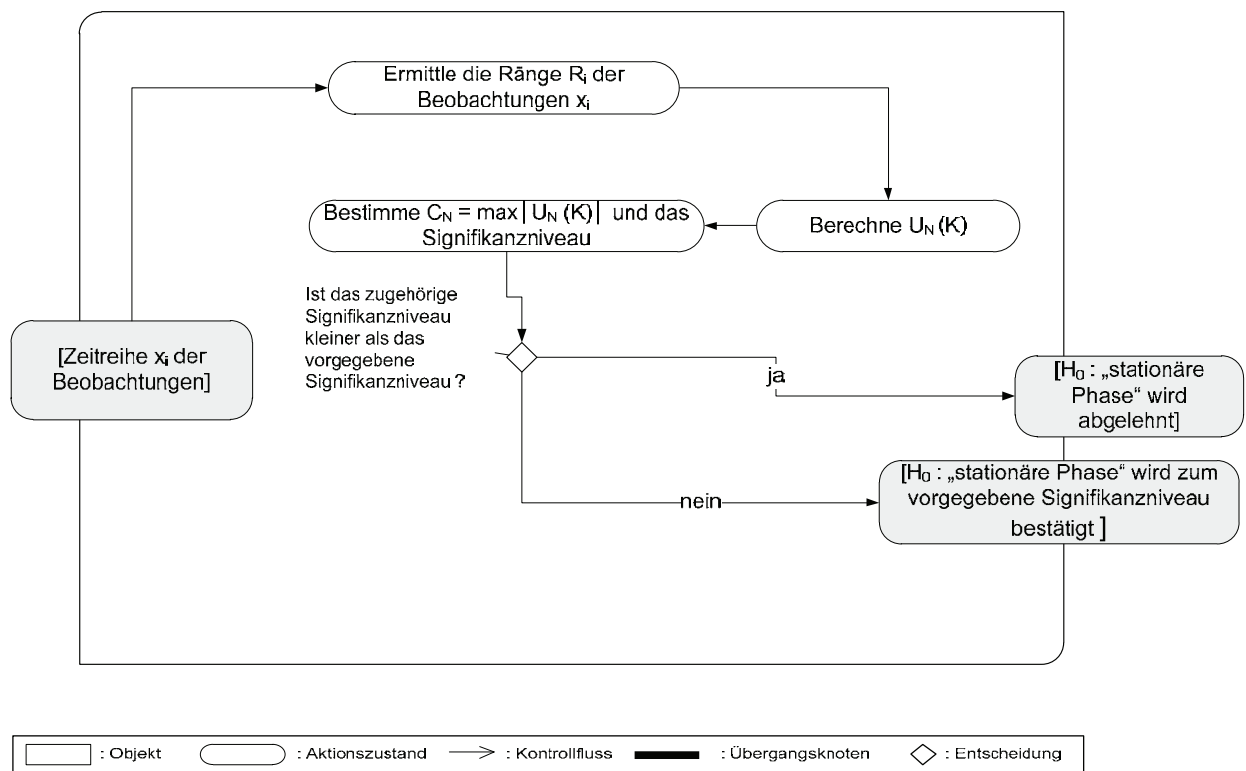 Ermittle die Ränge Rᵢ der
Beobachtungen xᵢ
Bestimme C_N = max|U_N (K)| und das
Signifikanzniveau
Berechne U_N (K)
Ist das zugehörige
Signifikanzniveau
kleiner als das
vorgegebene
Signifikanzniveau ?
[Zeitreihe xᵢ der
Beobachtungen]
ja
[H₀ : „stationäre
Phase“ wird
abgelehnt]
nein
[H₀ : „stationäre Phase“ wird zum
vorgegebene Signifikanzniveau
bestätigt ]
: Objekt : Aktionszustand : Kontrollfluss : Übergangsknoten : Entscheidung